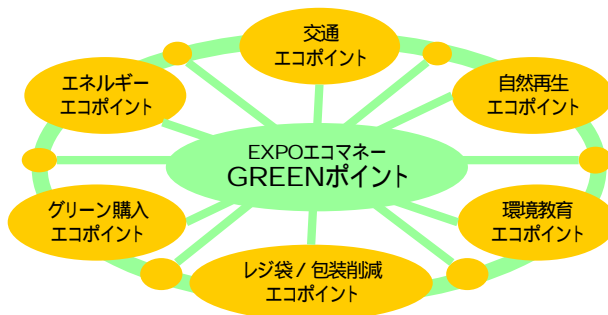 交通
エコポイント
エネルギー
エコポイント
自然再生
エコポイント
EXPOエコマネー
GREENポイント
グリーン購入
エコポイント
環境教育
エコポイント
レジ袋 / 包装削減
エコポイント